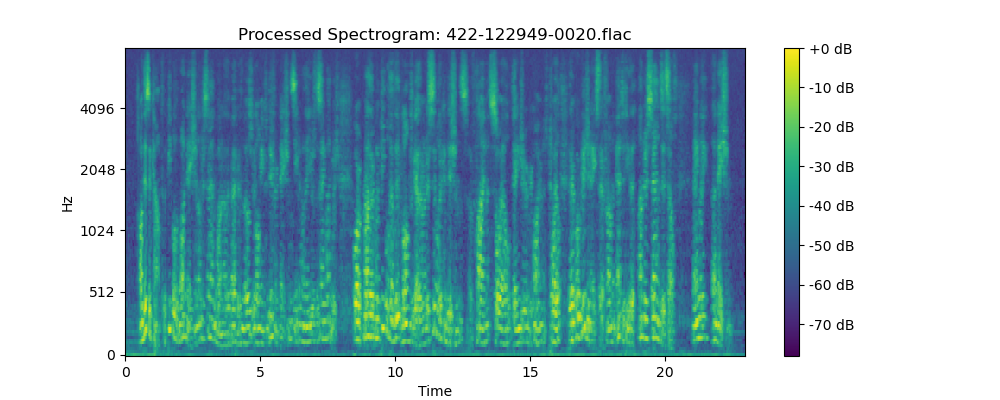 Processed Spectrogram: 422-122949-0020.flac
Hz
4096
2048
1024
512
0
0 5 10 15 20
Time
+0 dB
-10 dB
-20 dB
-30 dB
-40 dB
-50 dB
-60 dB
-70 dB